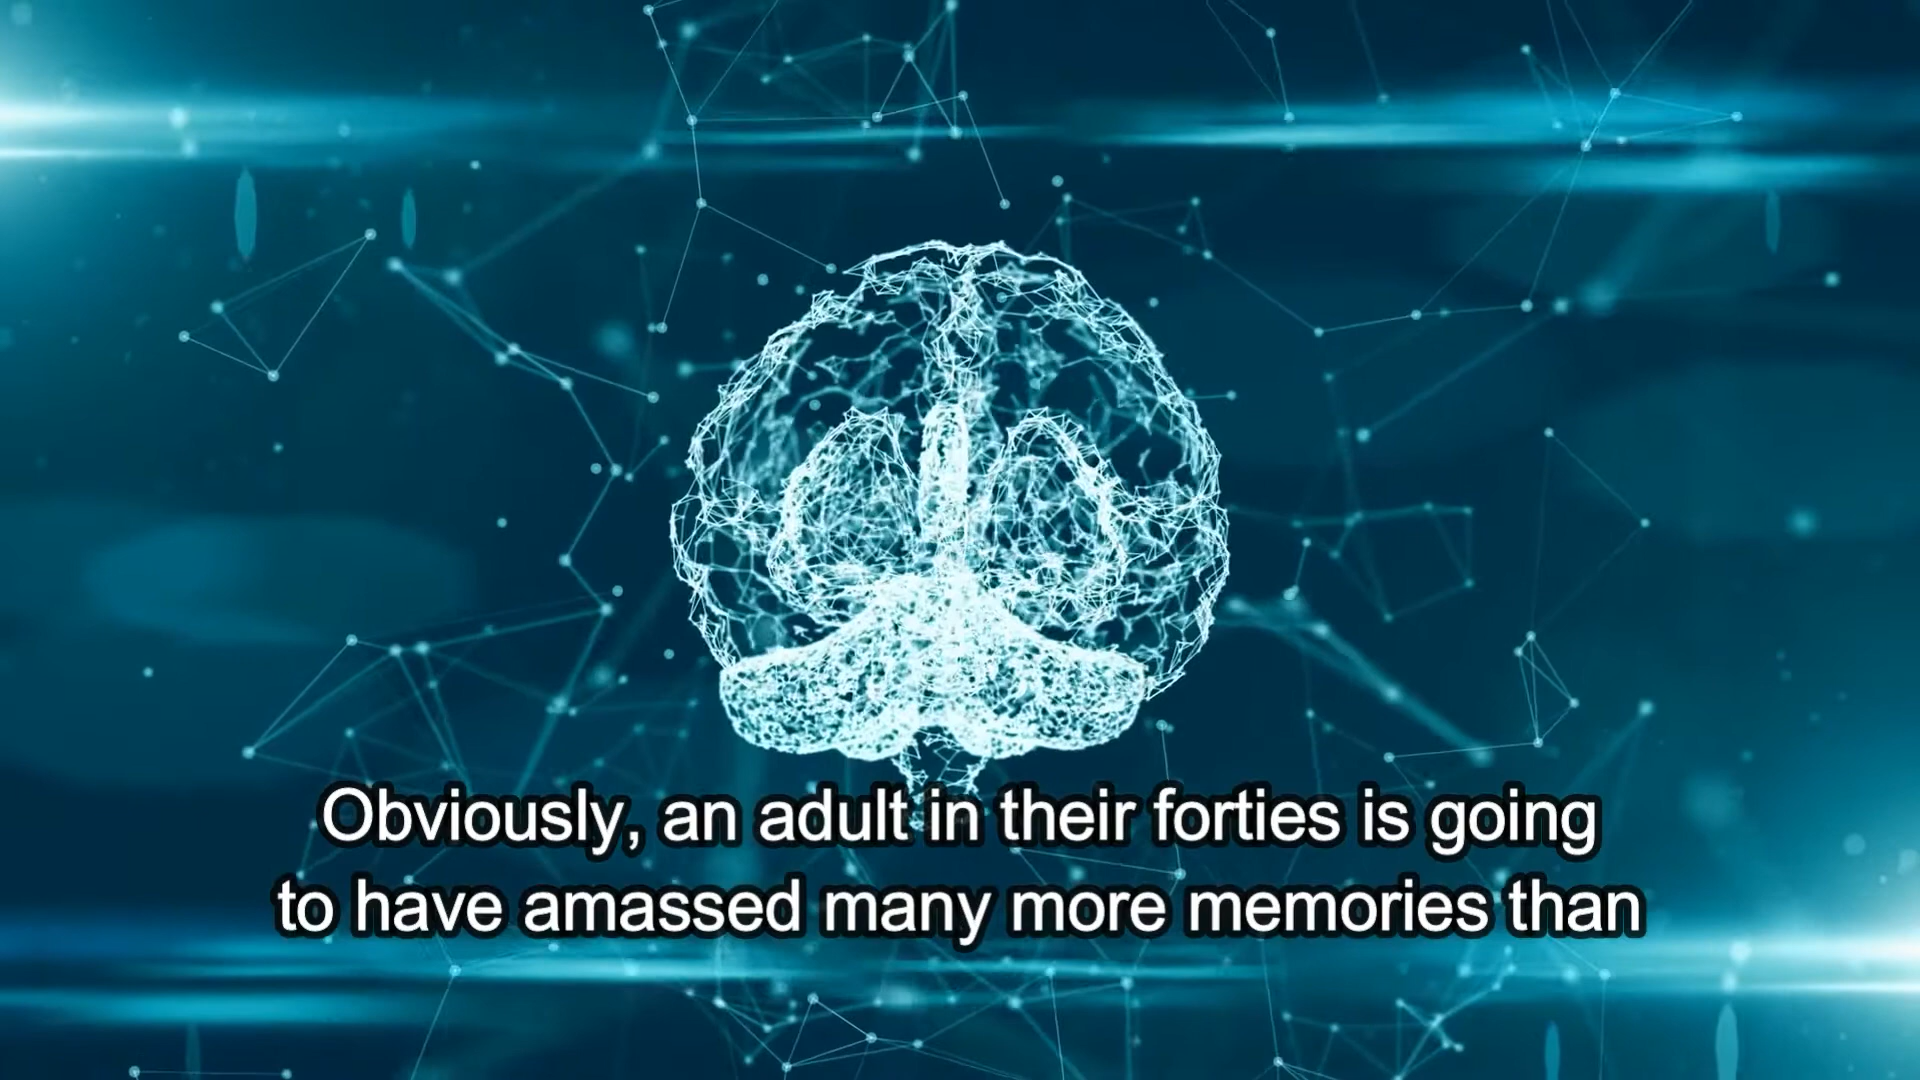 Obviously, an adult in their forties is going
to have amassed many more memories than